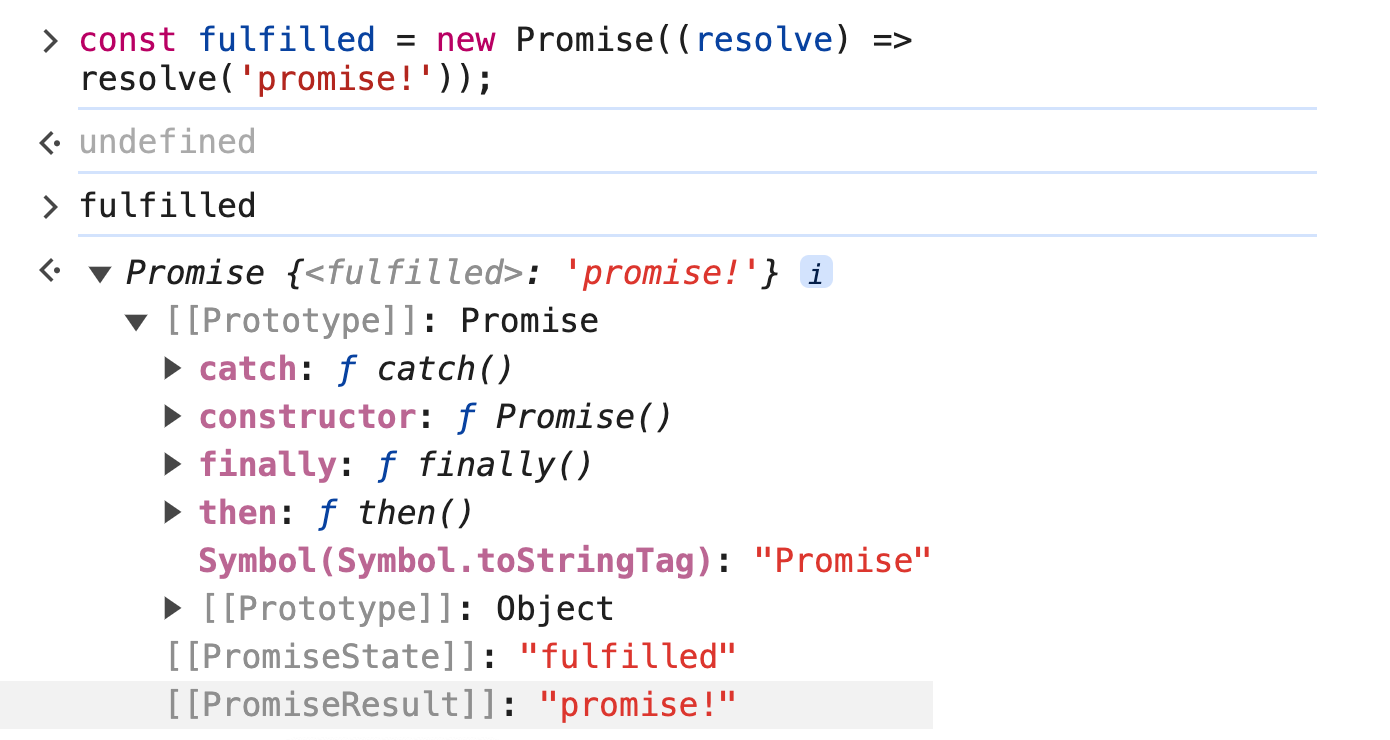 > const fulfilled = new Promise((resolve) =>
resolve('promise!'));
undefined
> fulfilled
▼ Promise {<fulfilled>: 'promise!'} i
▼ [[Prototype]]: Promise
▶ catch: ƒ catch()
▶ constructor: ƒ Promise()
▶ finally: ƒ finally()
▶ then: ƒ then()
Symbol(Symbol.toStringTag): "Promise"
▶ [[Prototype]]: Object
[[PromiseState]]: "fulfilled"
[[PromiseResult]]: "promise!"